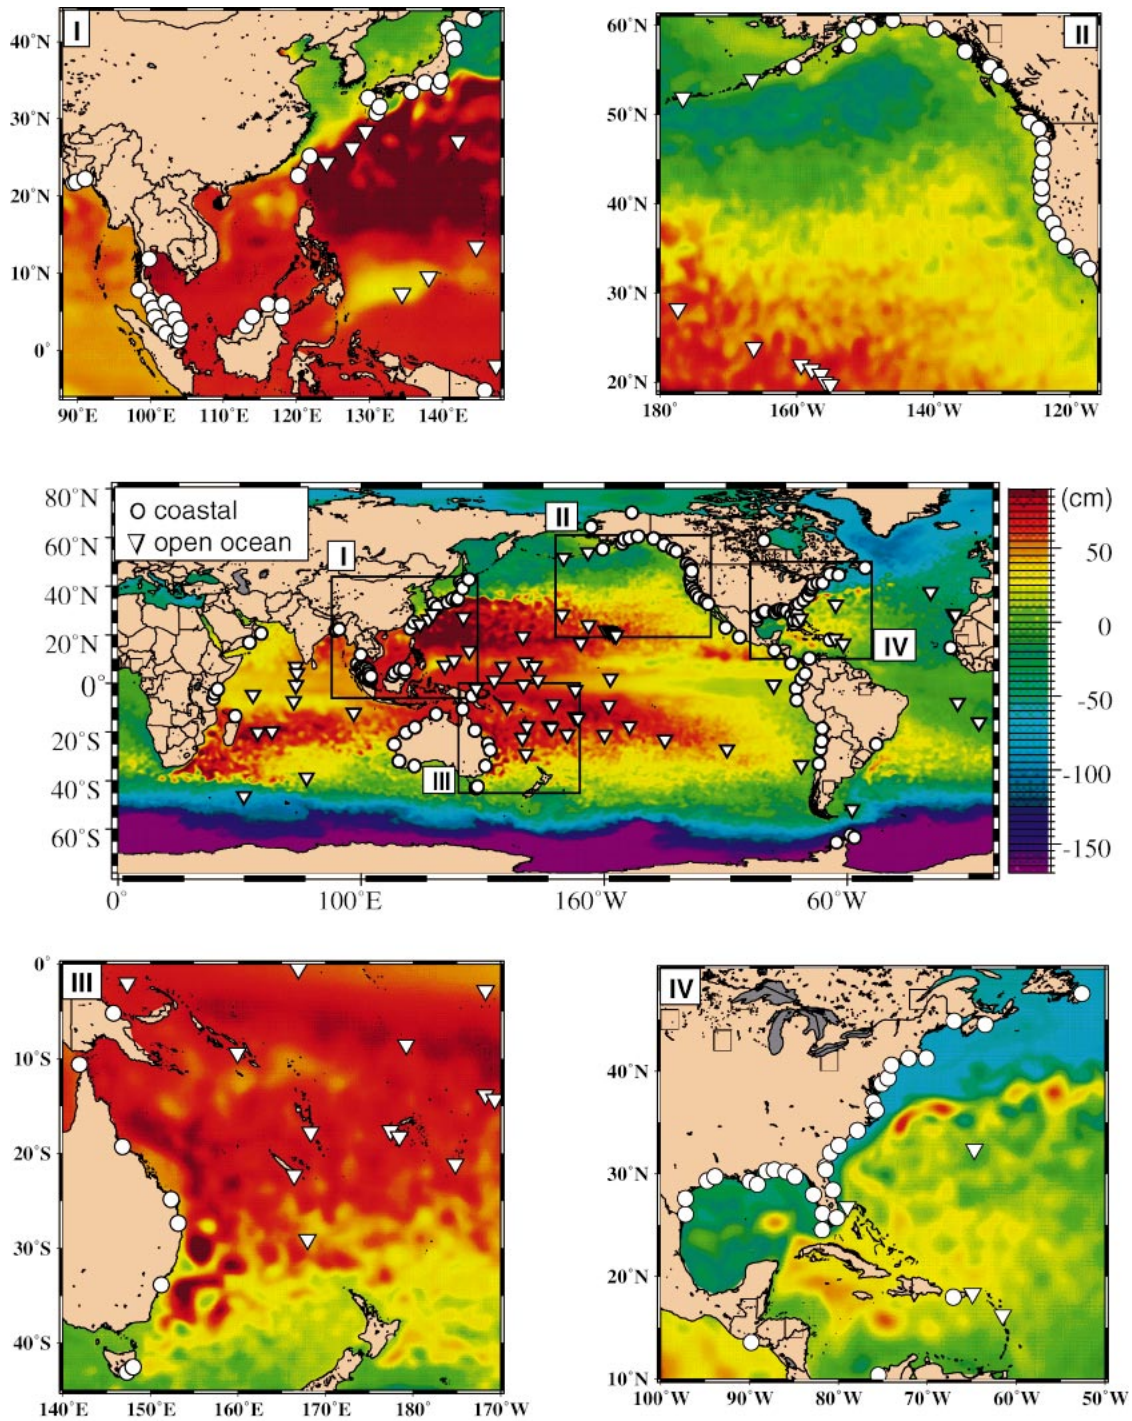 I
40˚N
30˚N
20˚N
10˚N
0˚
90˚E 100˚E 110˚E 120˚E 130˚E 140˚E
II
60˚N
50˚N
40˚N
30˚N
20˚N
180˚ 160˚W 140˚W 120˚W
coastal
open ocean
I
II
III
IV
80˚N
60˚N
40˚N
20˚N
0˚
20˚S
40˚S
60˚S
0˚ 100˚E 160˚W 60˚W
(cm)
50
0
-50
-100
-150
III
0˚
10˚S
20˚S
30˚S
40˚S
140˚E 150˚E 160˚E 170˚E 180˚ 170˚W
IV
40˚N
30˚N
20˚N
10˚N
100˚W 90˚W 80˚W 70˚W 60˚W 50˚W